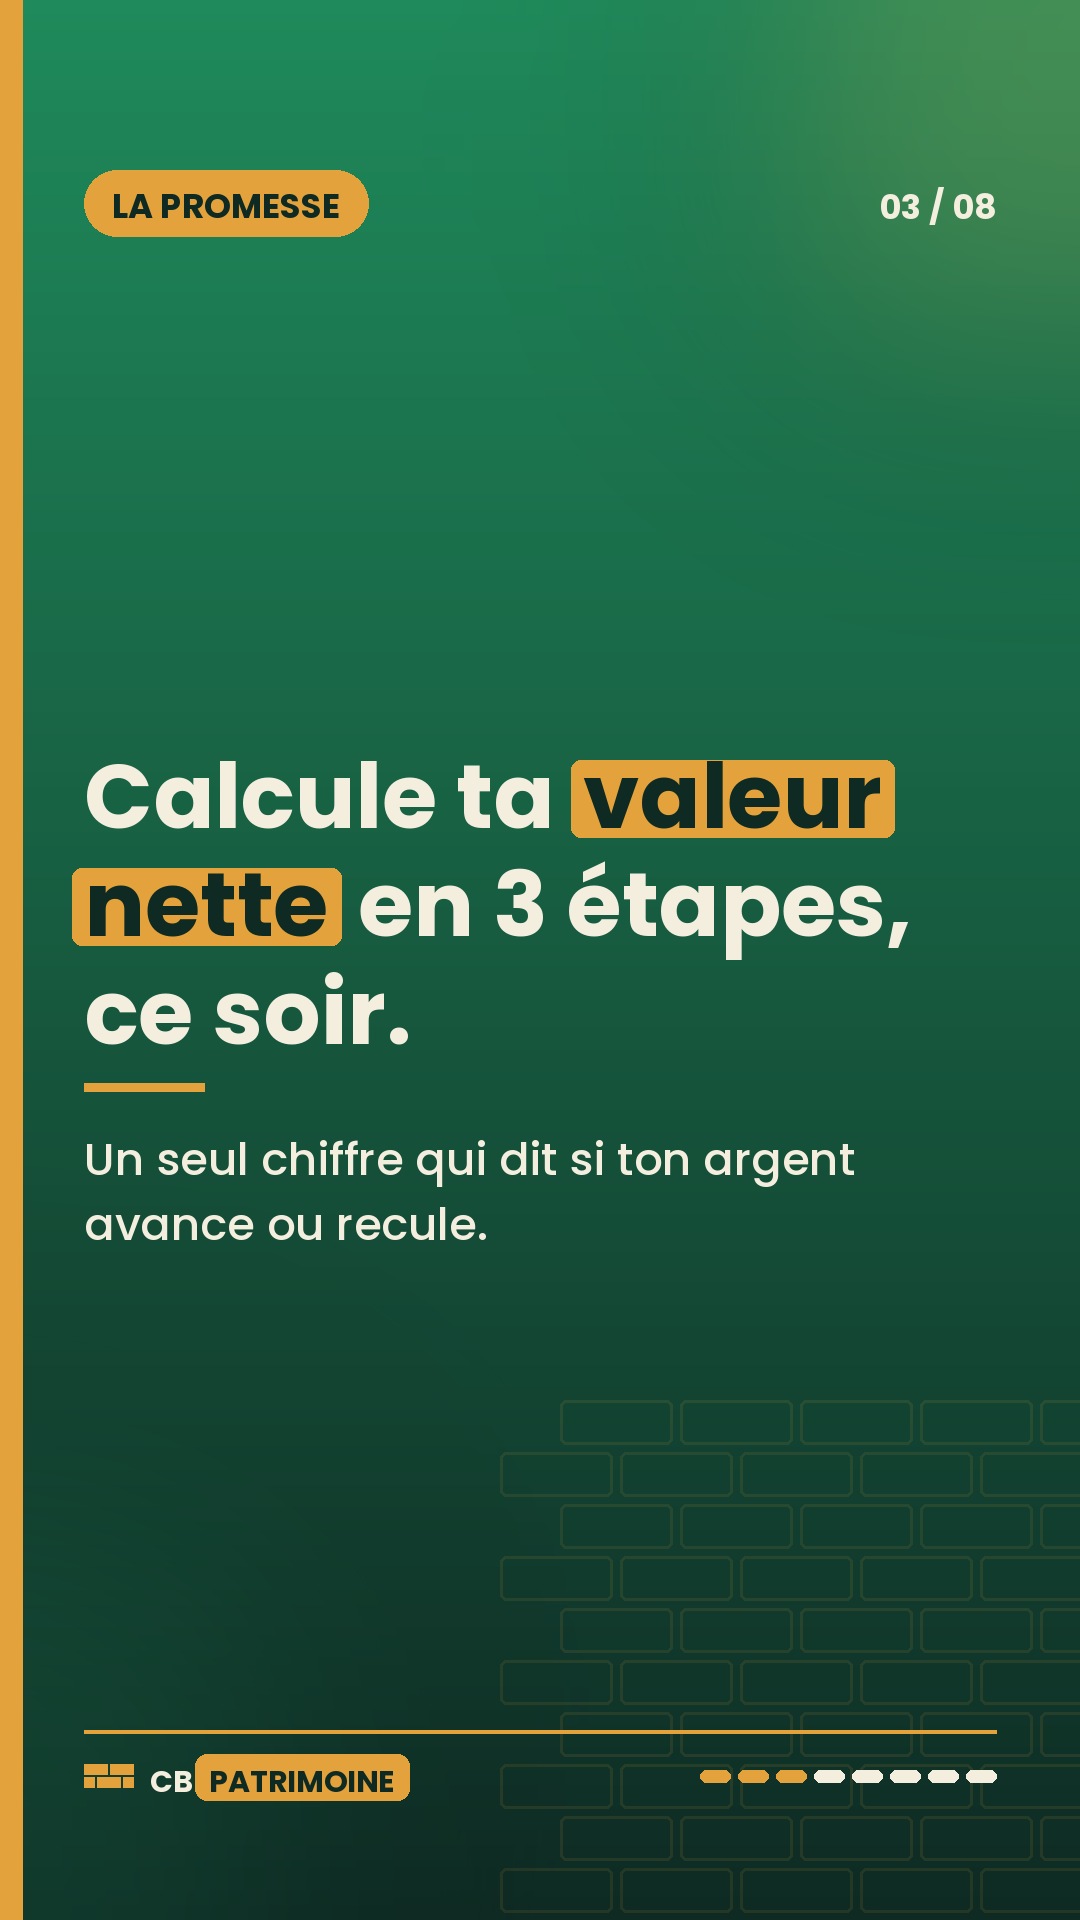 LA PROMESSE
03 / 08
Calcule ta valeur
nette en 3 étapes,
ce soir.
Un seul chiffre qui dit si ton argent
avance ou recule.
CB PATRIMOINE